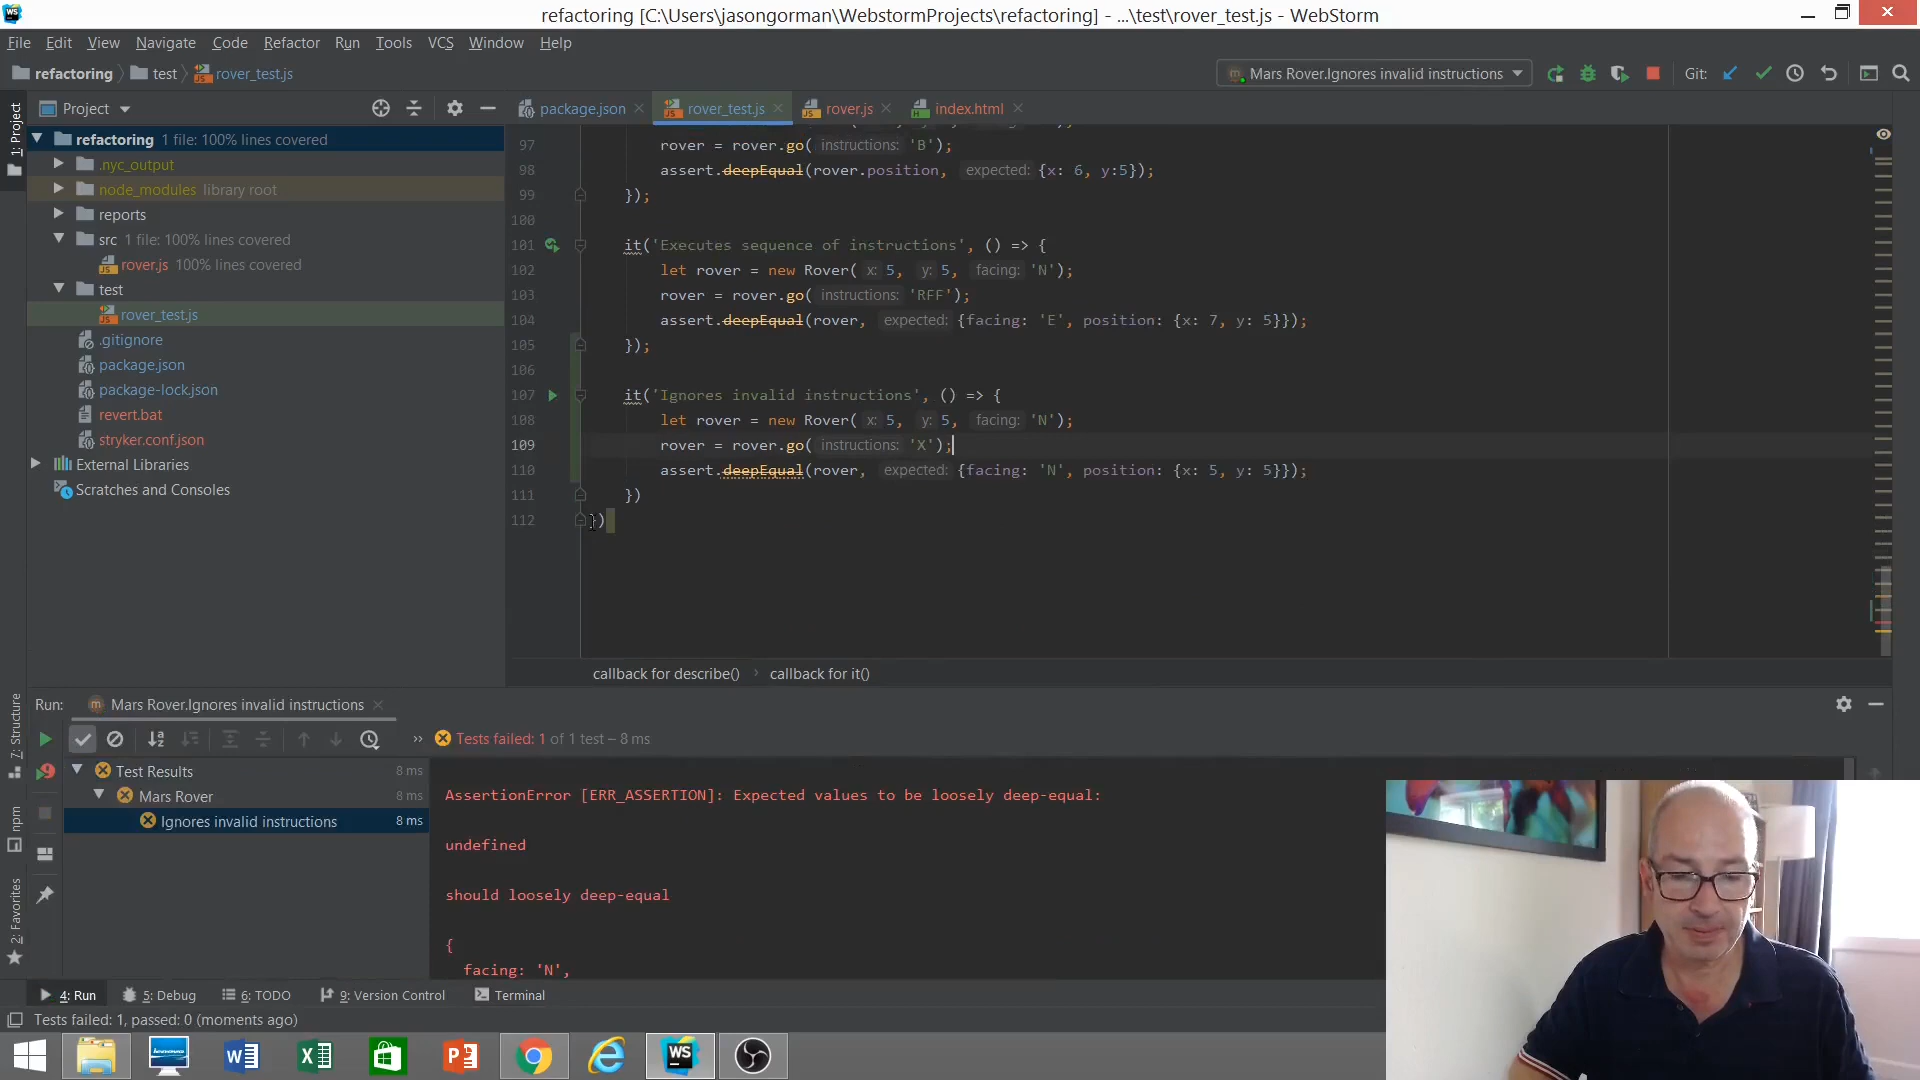 refactoring [C:\Users\jasongorman\WebstormProjects\refactoring] - ...\test\rover_test.js - WebStorm
File Edit View Navigate Code Refactor Run Tools VCS Window Help
refactoring test rover_test.js
Mars Rover.Ignores invalid instructions
Git:
1: Project
Project
package.json rover_test.js rover.js index.html
refactoring 1 file: 100% lines covered
.nyc_output
node_modules library root
reports
src 1 file: 100% lines covered
rover.js 100% lines covered
test
rover_test.js
.gitignore
package.json
package-lock.json
revert.bat
stryker.conf.json
External Libraries
Scratches and Consoles
97 rover = rover.go( instructions: 'B');
98 assert.deepEqual(rover.position, expected: {x: 6, y:5});
99 });
100
101 it('Executes sequence of instructions', () => {
102 let rover = new Rover( x: 5, y: 5, facing: 'N');
103 rover = rover.go( instructions: 'RFF');
104 assert.deepEqual(rover, expected: {facing: 'E', position: {x: 7, y: 5}});
105 });
106
107 it('Ignores invalid instructions', () => {
108 let rover = new Rover( x: 5, y: 5, facing: 'N');
109 rover = rover.go( instructions: 'X');
110 assert.deepEqual(rover, expected: {facing: 'N', position: {x: 5, y: 5}});
111 })
112 })
callback for describe() callback for it()
7: Structure
npm
2: Favorites
Run: Mars Rover.Ignores invalid instructions
Tests failed: 1 of 1 test – 8 ms
Test Results 8 ms
Mars Rover 8 ms
Ignores invalid instructions 8 ms
AssertionError [ERR_ASSERTION]: Expected values to be loosely deep-equal:
undefined
should loosely deep-equal
{
facing: 'N',
4: Run 5: Debug 6: TODO 9: Version Control Terminal
Tests failed: 1, passed: 0 (moments ago)
WS